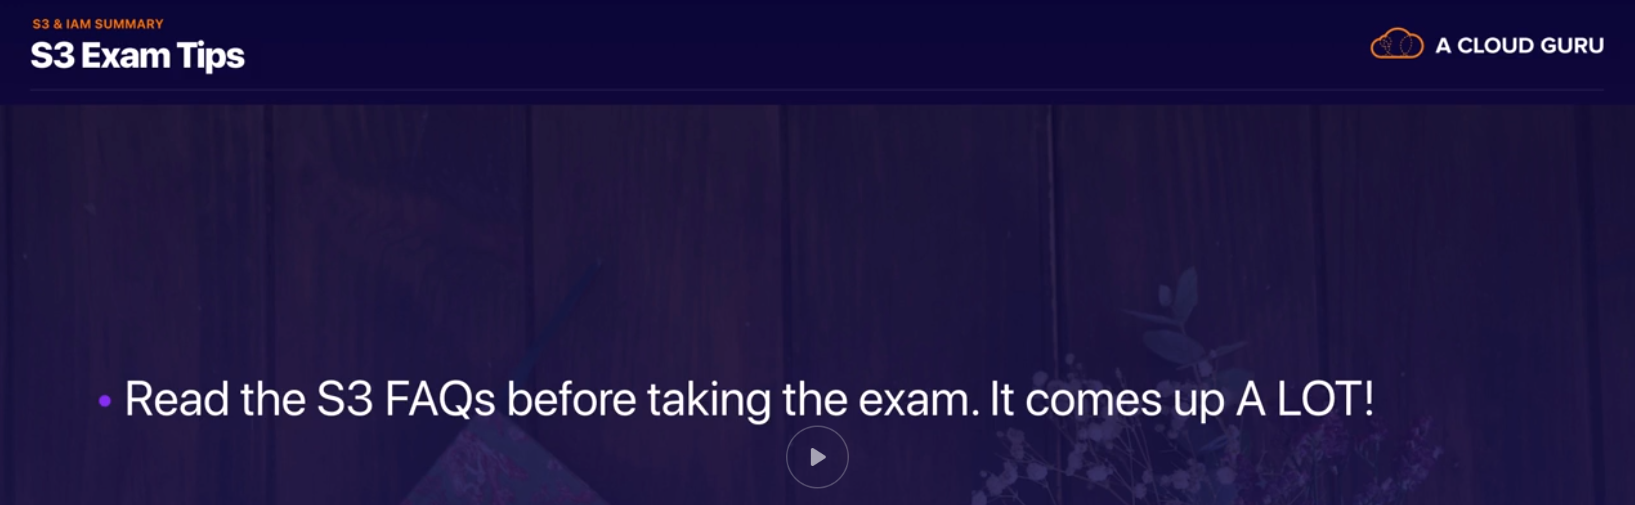 S3 & IAM SUMMARY
S3 Exam Tips
A CLOUD GURU
• Read the S3 FAQs before taking the exam. It comes up A LOT!